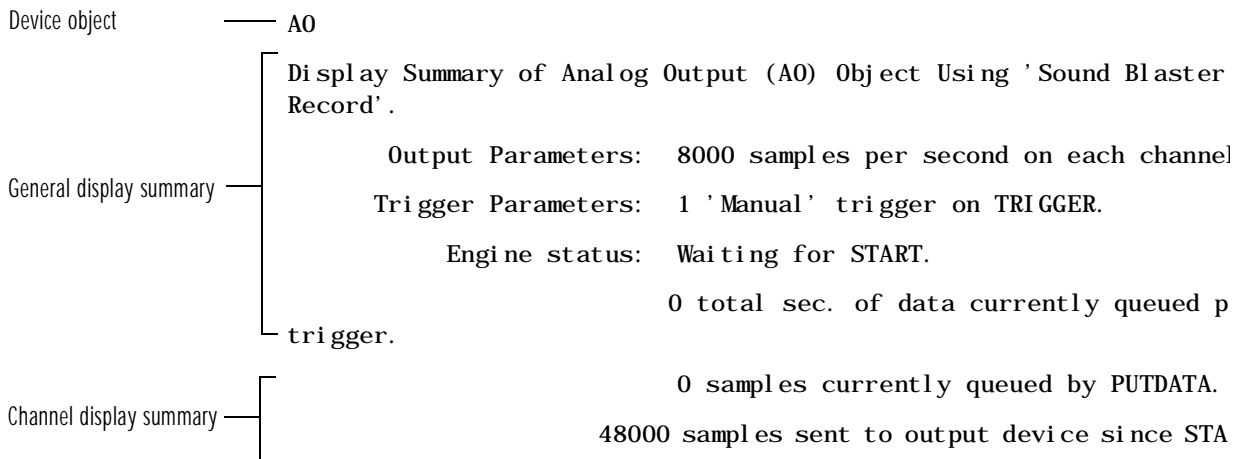 Device object AO
Display Summary of Analog Output (AO) Object Using 'Sound Blaster
Record'.
Output Parameters: 8000 samples per second on each channel
General display summary
Trigger Parameters: 1 'Manual' trigger on TRIGGER.
Engine status: Waiting for START.
0 total sec. of data currently queued p
trigger.
0 samples currently queued by PUTDATA.
Channel display summary
48000 samples sent to output device since STA